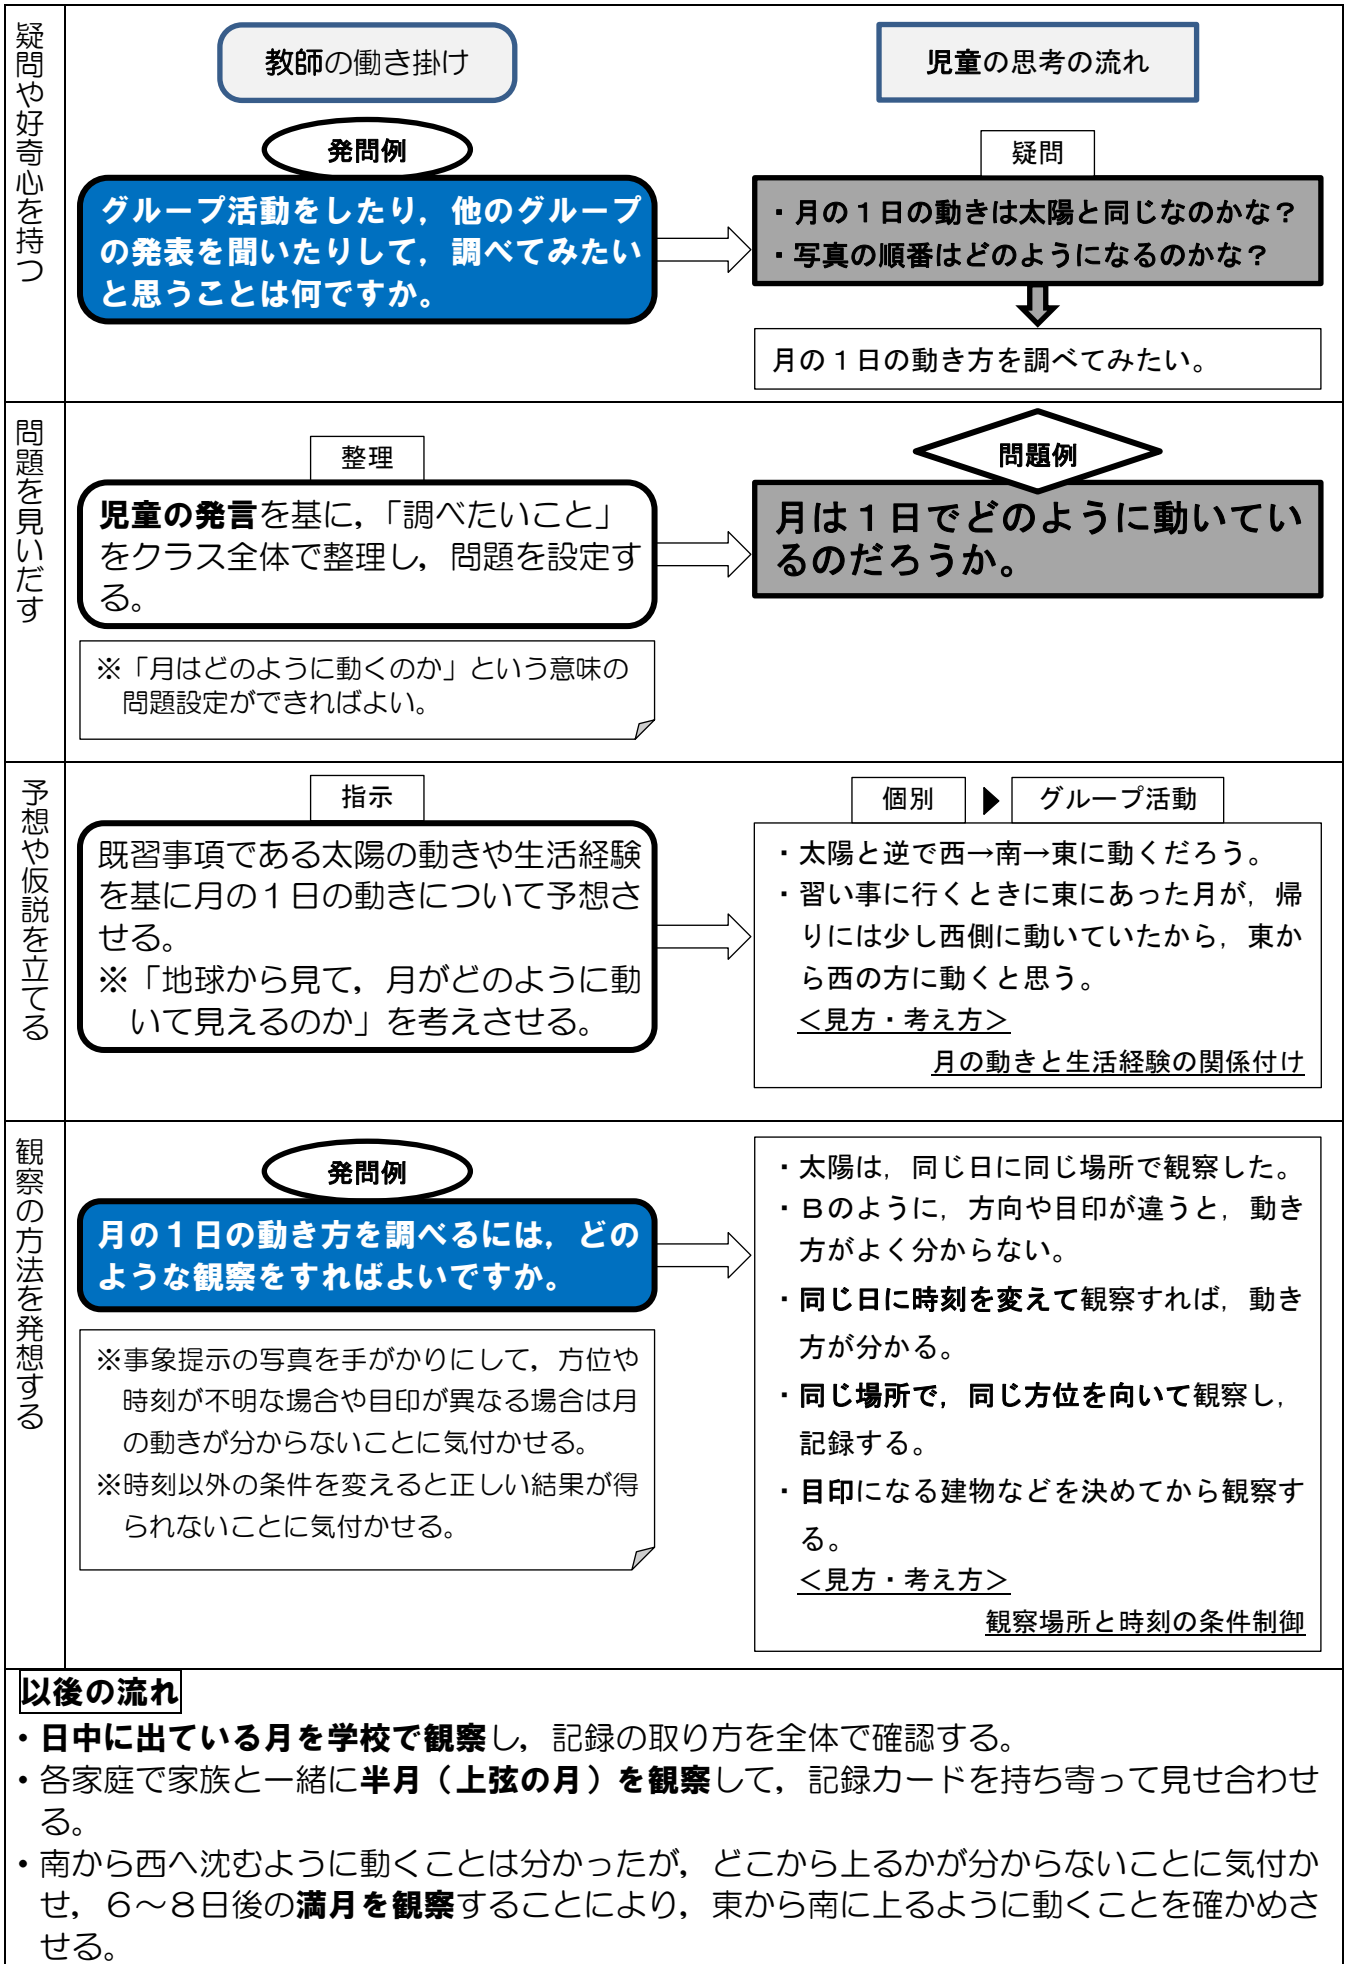 疑問や好奇心を持つ
教師の働き掛け
児童の思考の流れ
発問例
グループ活動をしたり，他のグループ
の発表を聞いたりして，調べてみたい
と思うことは何ですか。
疑問
・月の１日の動きは太陽と同じなのかな？
・写真の順番はどのようになるのかな？
月の１日の動き方を調べてみたい。
問題を見いだす
整理
児童の発言を基に，「調べたいこと」
をクラス全体で整理し，問題を設定す
る。
※「月はどのように動くのか」という意味の
問題設定ができればよい。
問題例
月は１日でどのように動いてい
るのだろうか。
予想や仮説を立てる
指示
既習事項である太陽の動きや生活経験
を基に月の１日の動きについて予想さ
せる。
※「地球から見て，月がどのように動
いて見えるのか」を考えさせる。
個別
グループ活動
・太陽と逆で西→南→東に動くだろう。
・習い事に行くときに東にあった月が，帰
りには少し西側に動いていたから，東か
ら西の方に動くと思う。
＜見方・考え方＞
月の動きと生活経験の関係付け
観察の方法を発想する
発問例
月の１日の動き方を調べるには，どの
ような観察をすればよいですか。
※事象提示の写真を手がかりにして，方位や
時刻が不明な場合や目印が異なる場合は月
の動きが分からないことに気付かせる。
※時刻以外の条件を変えると正しい結果が得
られないことに気付かせる。
・太陽は，同じ日に同じ場所で観察した。
・Ｂのように，方向や目印が違うと，動き
方がよく分からない。
・同じ日に時刻を変えて観察すれば，動き
方が分かる。
・同じ場所で，同じ方位を向いて観察し，
記録する。
・目印になる建物などを決めてから観察す
る。
＜見方・考え方＞
観察場所と時刻の条件制御
以後の流れ
・日中に出ている月を学校で観察し，記録の取り方を全体で確認する。
・各家庭で家族と一緒に半月（上弦の月）を観察して，記録カードを持ち寄って見せ合わせ
る。
・南から西へ沈むように動くことは分かったが，どこから上るかが分からないことに気付か
せ，６～８日後の満月を観察することにより，東から南に上るように動くことを確かめさ
せる。